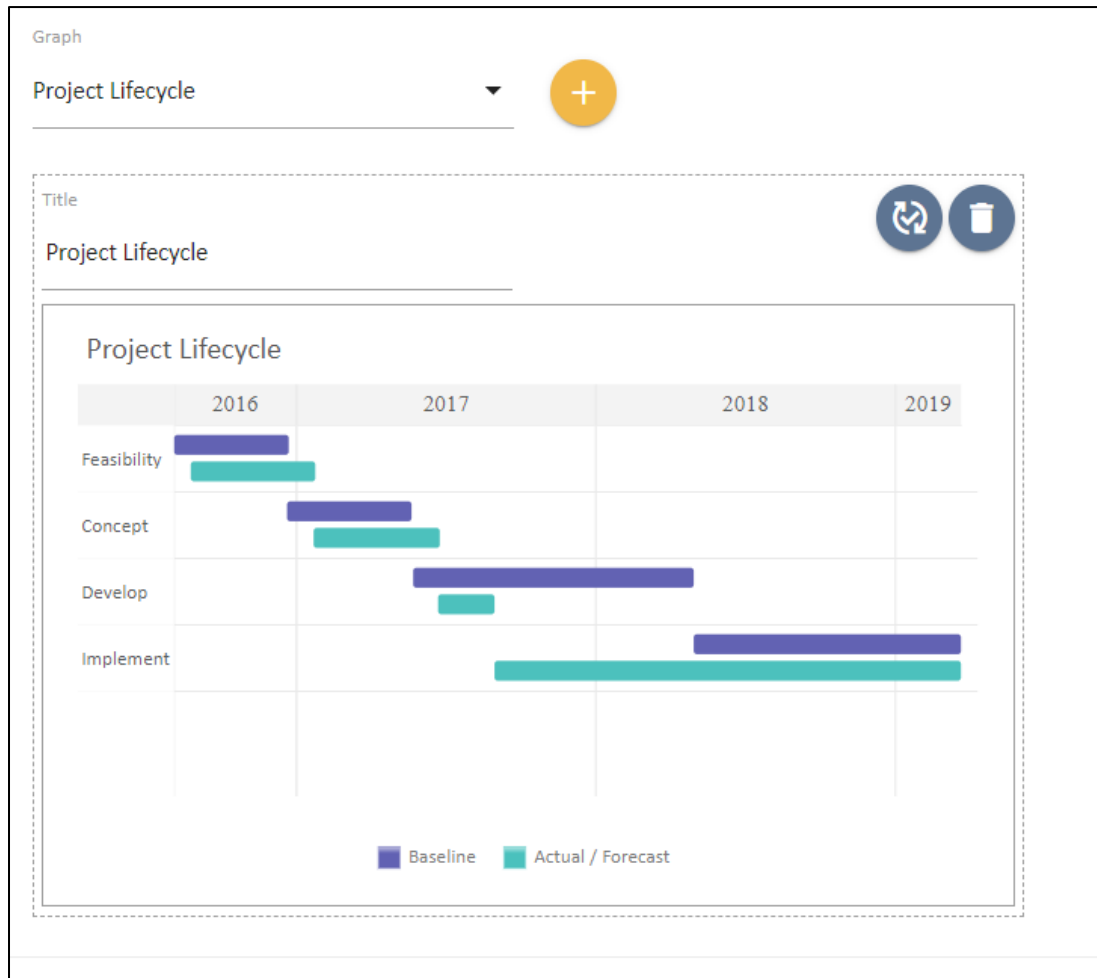 Graph
Project Lifecycle
Title
Project Lifecycle
Project Lifecycle
2016 2017 2018 2019
Feasibility
Concept
Develop
Implement
Baseline Actual / Forecast